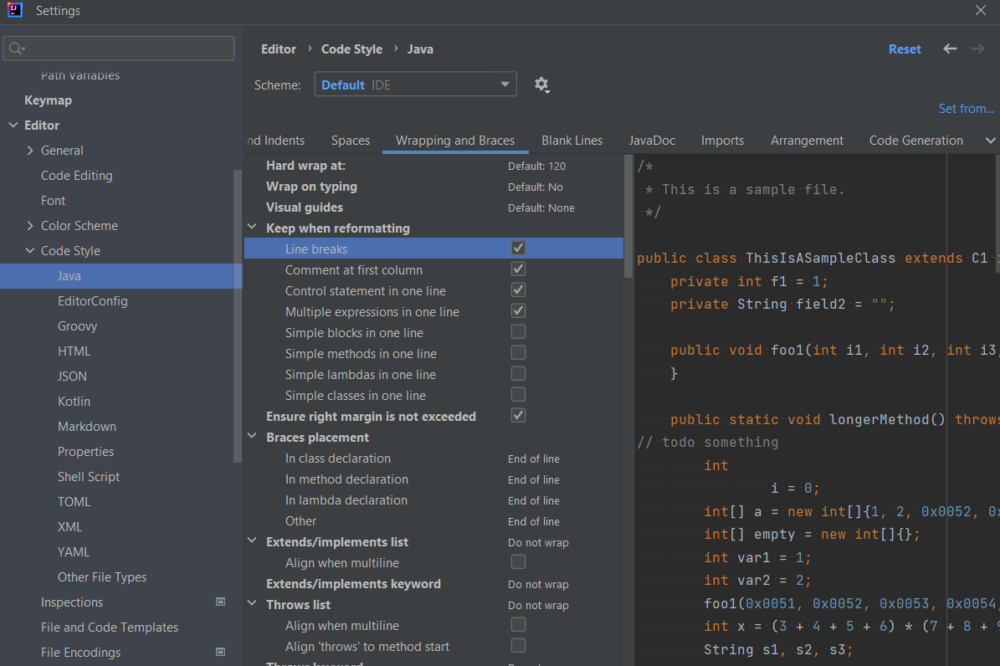 Settings
Path Variables
Keymap
Editor
General
Code Editing
Font
Color Scheme
Code Style
Java
EditorConfig
Groovy
HTML
JSON
Kotlin
Markdown
Properties
Shell Script
TOML
XML
YAML
Other File Types
Inspections
File and Code Templates
File Encodings
Editor › Code Style › Java
Reset
Scheme: Default IDE
Set from...
nd Indents Spaces Wrapping and Braces Blank Lines JavaDoc Imports Arrangement Code Generation
Hard wrap at: Default: 120
Wrap on typing Default: No
Visual guides Default: None
Keep when reformatting
Line breaks
Comment at first column
Control statement in one line
Multiple expressions in one line
Simple blocks in one line
Simple methods in one line
Simple lambdas in one line
Simple classes in one line
Ensure right margin is not exceeded
Braces placement
In class declaration End of line
In method declaration End of line
In lambda declaration End of line
Other End of line
Extends/implements list Do not wrap
Align when multiline
Extends/implements keyword Do not wrap
Throws list Do not wrap
Align when multiline
Align 'throws' to method start
Throws keyword
/*
* This is a sample file.
*/
public class ThisIsASampleClass extends C1
private int f1 = 1;
private String field2 = "";
public void foo1(int i1, int i2, int i3,
}
public static void longerMethod() throws
// todo something
int
i = 0;
int[] a = new int[]{1, 2, 0x0052, 0x
int[] empty = new int[]{};
int var1 = 1;
int var2 = 2;
foo1(0x0051, 0x0052, 0x0053, 0x0054,
int x = (3 + 4 + 5 + 6) * (7 + 8 + 9
String s1, s2, s3;